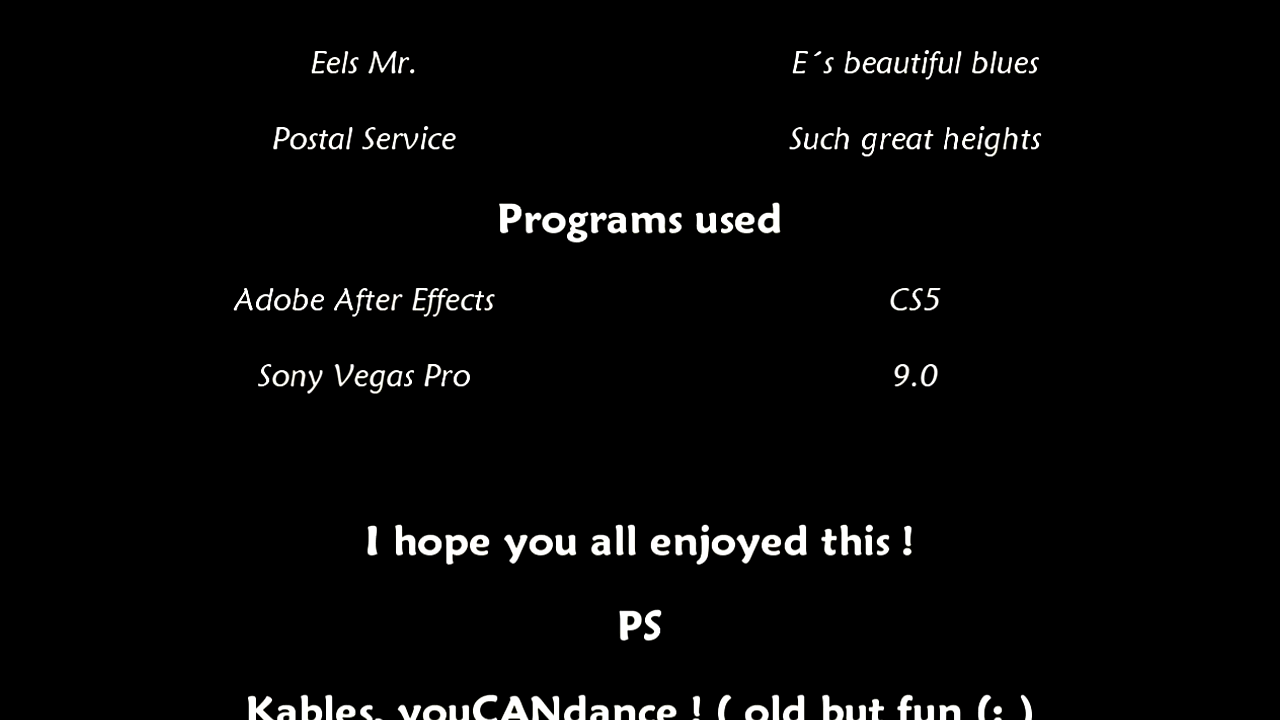 Eels Mr. E´s beautiful blues
Postal Service Such great heights
Programs used
Adobe After Effects CS5
Sony Vegas Pro 9.0
I hope you all enjoyed this !
PS
Kables, youCANdance ! ( old but fun (: )